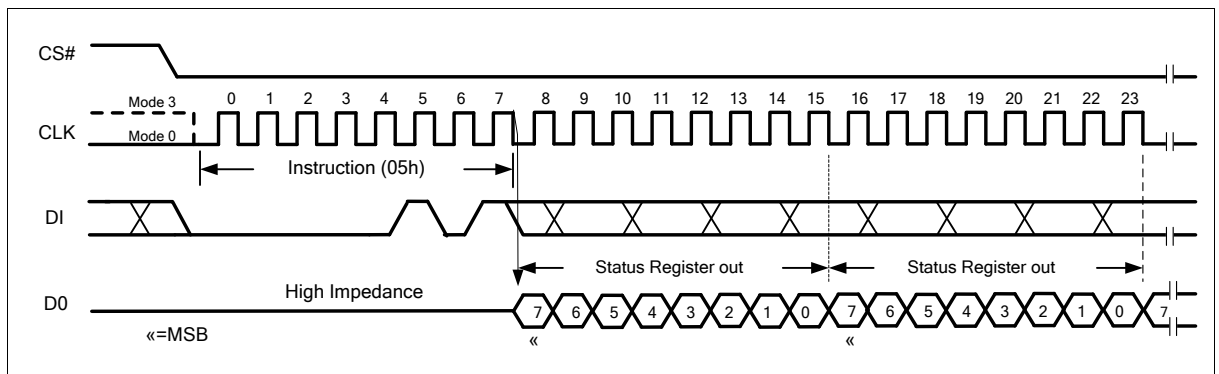 CS#
Mode 3
0 1 2 3 4 5 6 7 8 9 10 11 12 13 14 15 16 17 18 19 20 21 22 23
CLK
Mode 0
Instruction (05h)
DI
Status Register out Status Register out
High Impedance
D0
7 6 5 4 3 2 1 0 7 6 5 4 3 2 1 0 7
«=MSB
« «